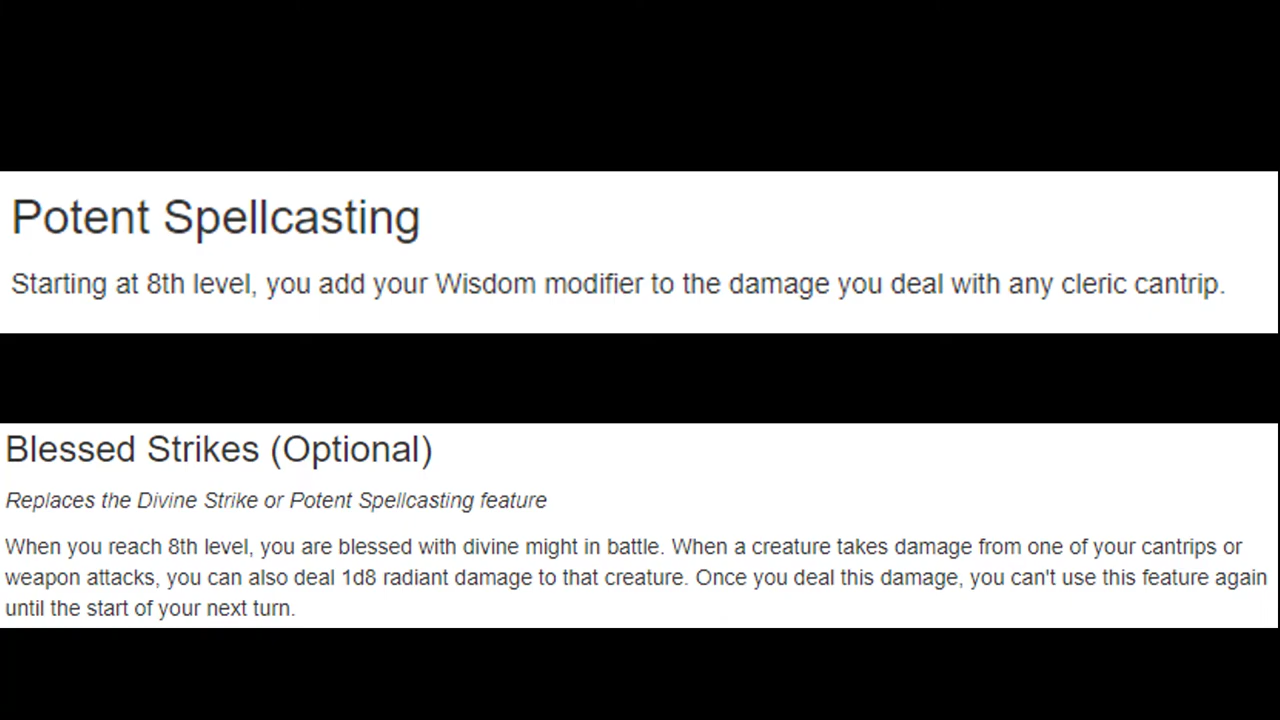 Potent Spellcasting
Starting at 8th level, you add your Wisdom modifier to the damage you deal with any cleric cantrip.
Blessed Strikes (Optional)
Replaces the Divine Strike or Potent Spellcasting feature
When you reach 8th level, you are blessed with divine might in battle. When a creature takes damage from one of your cantrips or
weapon attacks, you can also deal 1d8 radiant damage to that creature. Once you deal this damage, you can't use this feature again
until the start of your next turn.